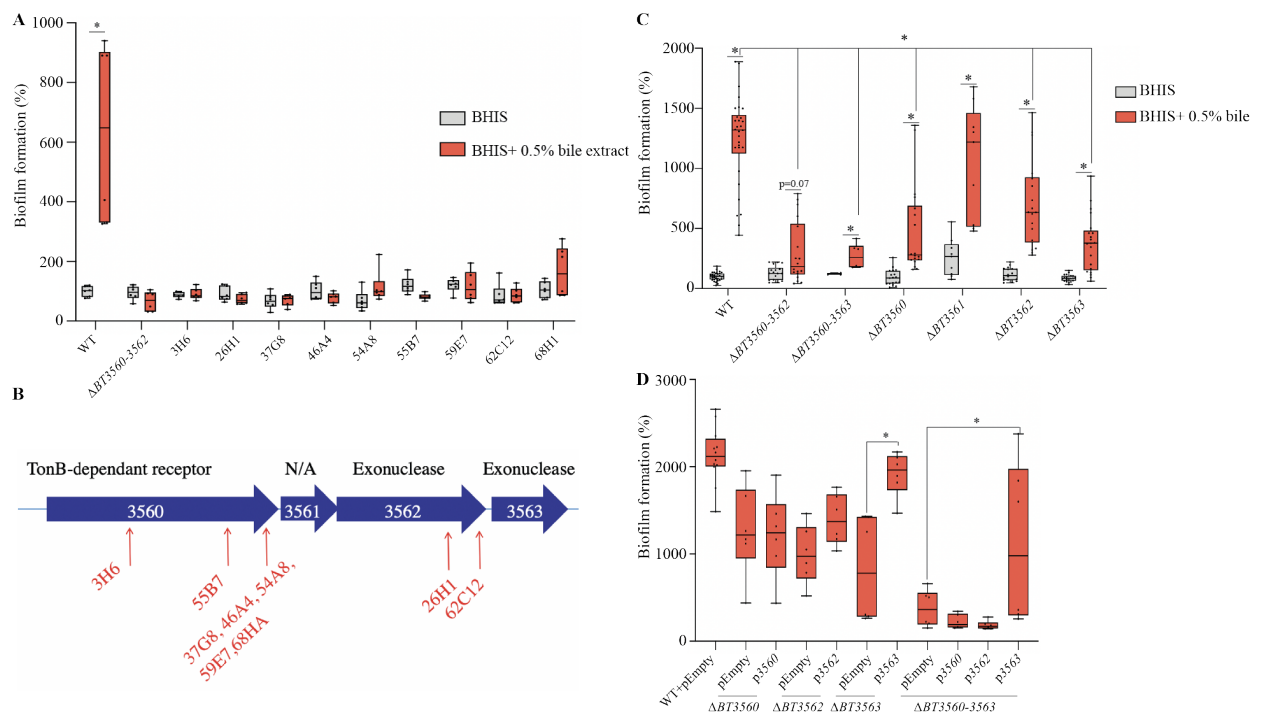 A
Biofilm formation (%)
1000
800
600
400
200
0
*
BHIS
BHIS+ 0.5% bile extract
WT
ΔBT3560-3562
3H6
26H1
37G8
46A4
54A8
55B7
59E7
62C12
68H1
B
TonB-dependant receptor
N/A
Exonuclease
Exonuclease
3560
3561
3562
3563
3H6
55B7
37G8, 46A4, 54A8,
59E7,68HA
26H1
62C12
C
Biofilm formation (%)
2000
1500
1000
500
0
*
*
p=0.07
*
*
*
*
*
BHIS
BHIS+ 0.5% bile
WT
ΔBT3560-3562
ΔBT3560-3563
ΔBT3560
ΔBT3561
ΔBT3562
ΔBT3563
D
Biofilm formation (%)
3000
2000
1000
0
*
*
WT+pEmpty
pEmpty
p3560
pEmpty
p3562
pEmpty
p3563
pEmpty
p3560
p3562
p3563
ΔBT3560
ΔBT3562
ΔBT3563
ΔBT3560-3563